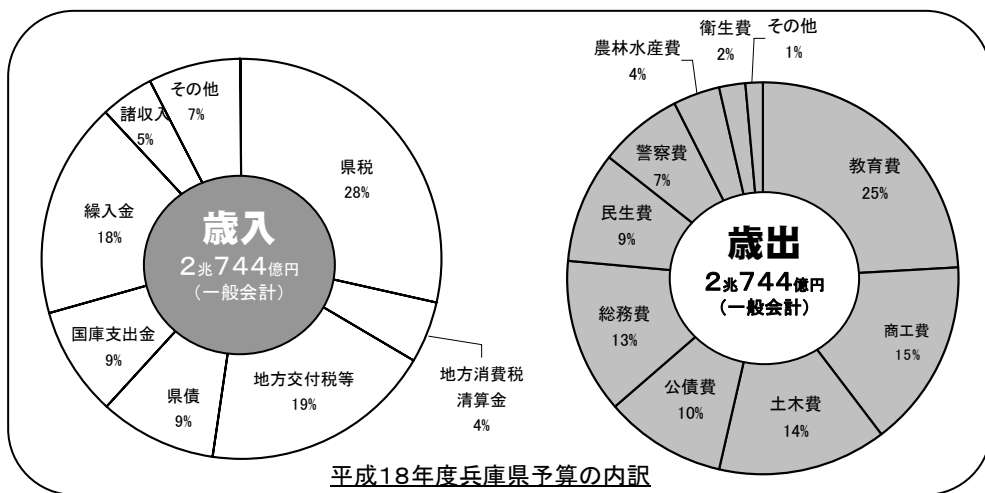 その他
7%
県税
28%
地方消費税
清算金
4%
地方交付税等
19%
県債
9%
国庫支出金
9%
繰入金
18%
諸収入
5%
歳入
2兆744億円
(一般会計)
その他
1%
教育費
25%
商工費
15%
土木費
14%
公債費
10%
総務費
13%
民生費
9%
警察費
7%
農林水産費
4%
衛生費
2%
歳出
2兆744億円
(一般会計)
平成18年度兵庫県予算の内訳